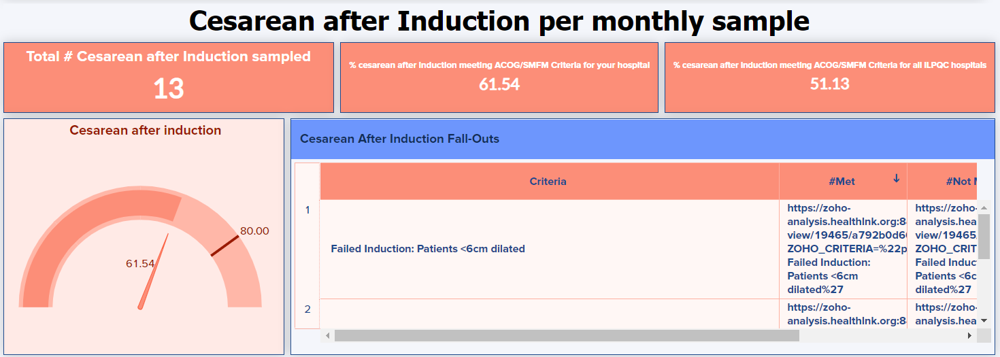 Cesarean after Induction per monthly sample
Total # Cesarean after Induction sampled
13
% cesarean after induction meeting ACOG/SMFM Criteria for your hospital
61.54
% cesarean after induction meeting ACOG/SMFM Criteria for all ILPQC hospitals
51.13
Cesarean after induction
80.00
61.54
Cesarean After Induction Fall-Outs
Criteria #Met ↓ #Not
1
Failed Induction: Patients <6cm dilated
https://zoho-
analysis.healthlnk.org:8
view/19465/a792b0d6
ZOHO_CRITERIA=%22p
Failed Induction:
Patients <6cm
dilated%27
https://zoho-
analysis.hea
view/19465
ZOHO_CRIT
Failed Induc
Patients <6c
dilated%27
2
https://zoho-
analysis.healthlnk.org:8
https://zoho-
analysis.hea